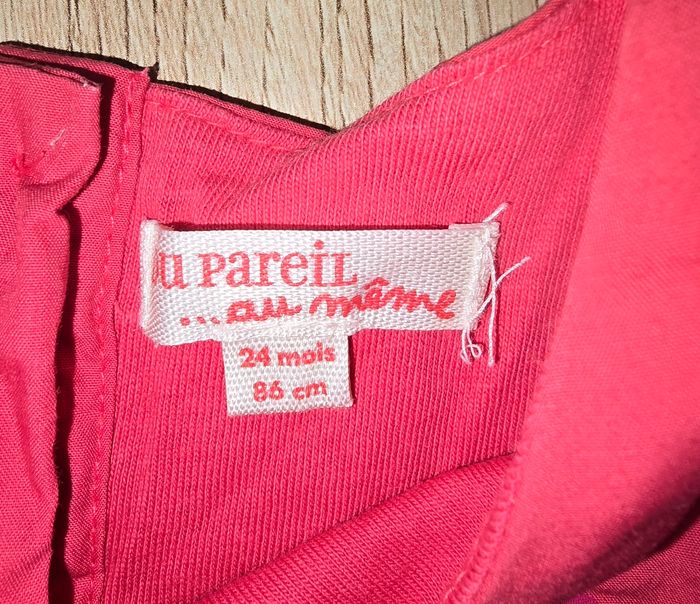 u Pareil
...au même
24 mois
86 cm